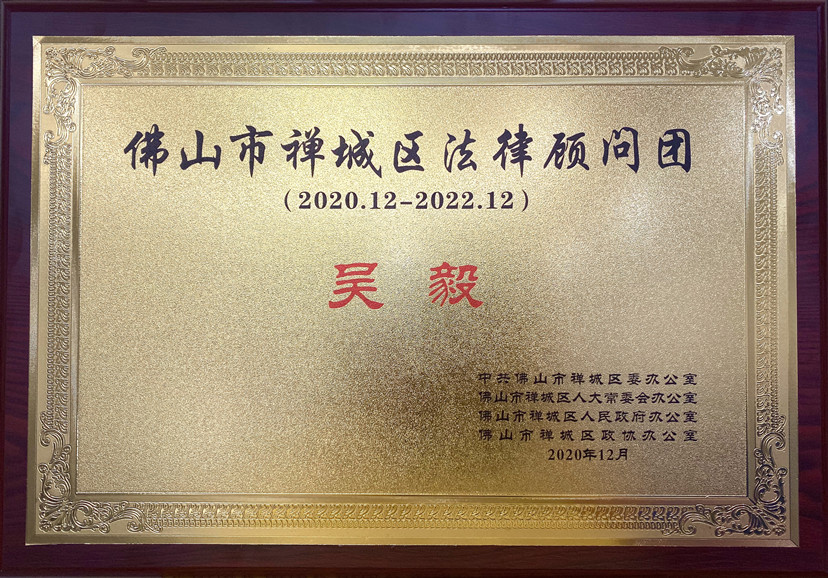 佛山市禅城区法律顾问团
（2020.12-2022.12）
吴 毅
中共佛山市禅城区委办公室
佛山市禅城区人大常委会办公室
佛山市禅城区人民政府办公室
佛山市禅城区政协办公室
2020年12月